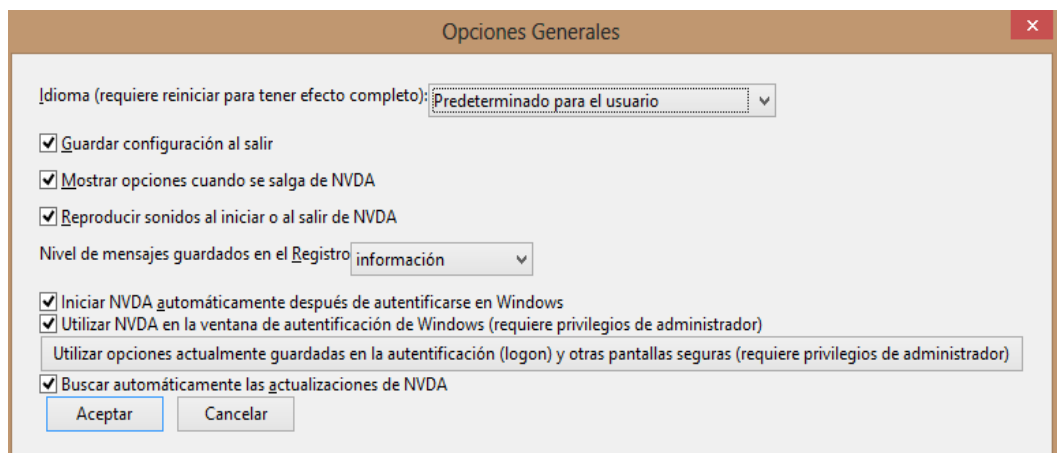 Opciones Generales
Idioma (requiere reiniciar para tener efecto completo): Predeterminado para el usuario
Guardar configuración al salir
Mostrar opciones cuando se salga de NVDA
Reproducir sonidos al iniciar o al salir de NVDA
Nivel de mensajes guardados en el Registro información
Iniciar NVDA automáticamente después de autentificarse en Windows
Utilizar NVDA en la ventana de autentificación de Windows (requiere privilegios de administrador)
Utilizar opciones actualmente guardadas en la autentificación (logon) y otras pantallas seguras (requiere privilegios de administrador)
Buscar automáticamente las actualizaciones de NVDA
Aceptar Cancelar